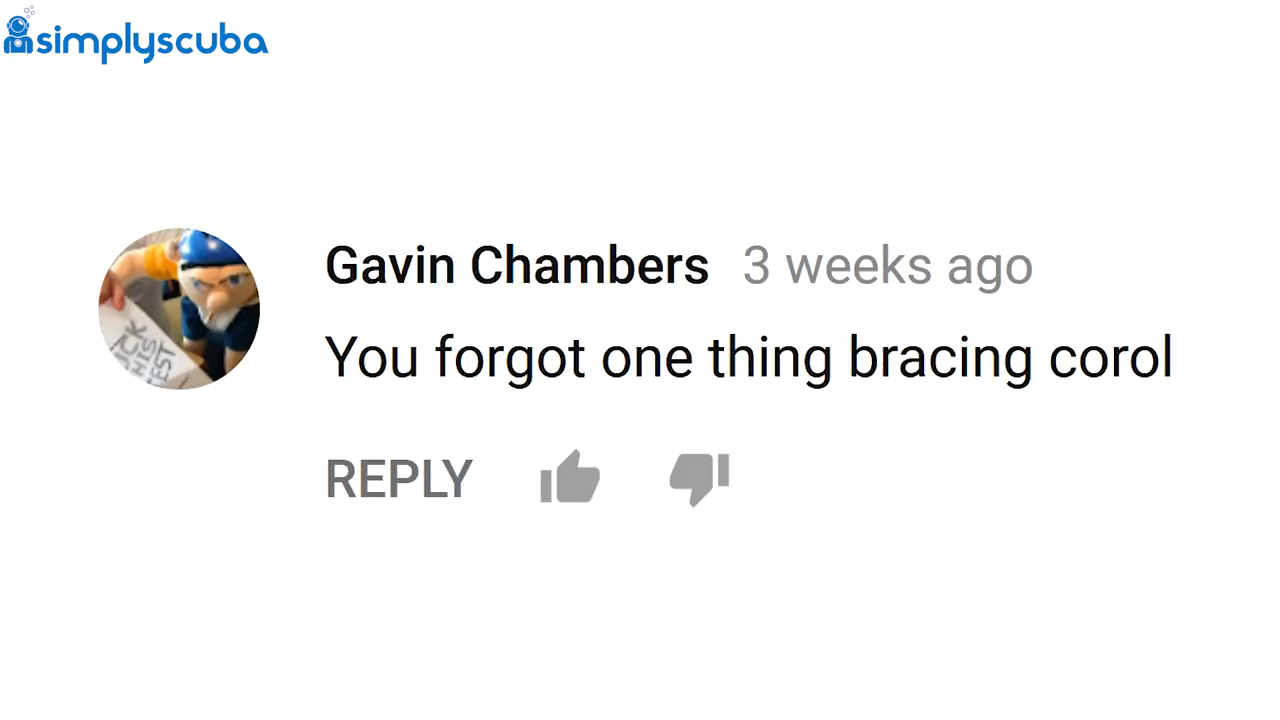 simplyscuba
Gavin Chambers 3 weeks ago
You forgot one thing bracing corol
REPLY